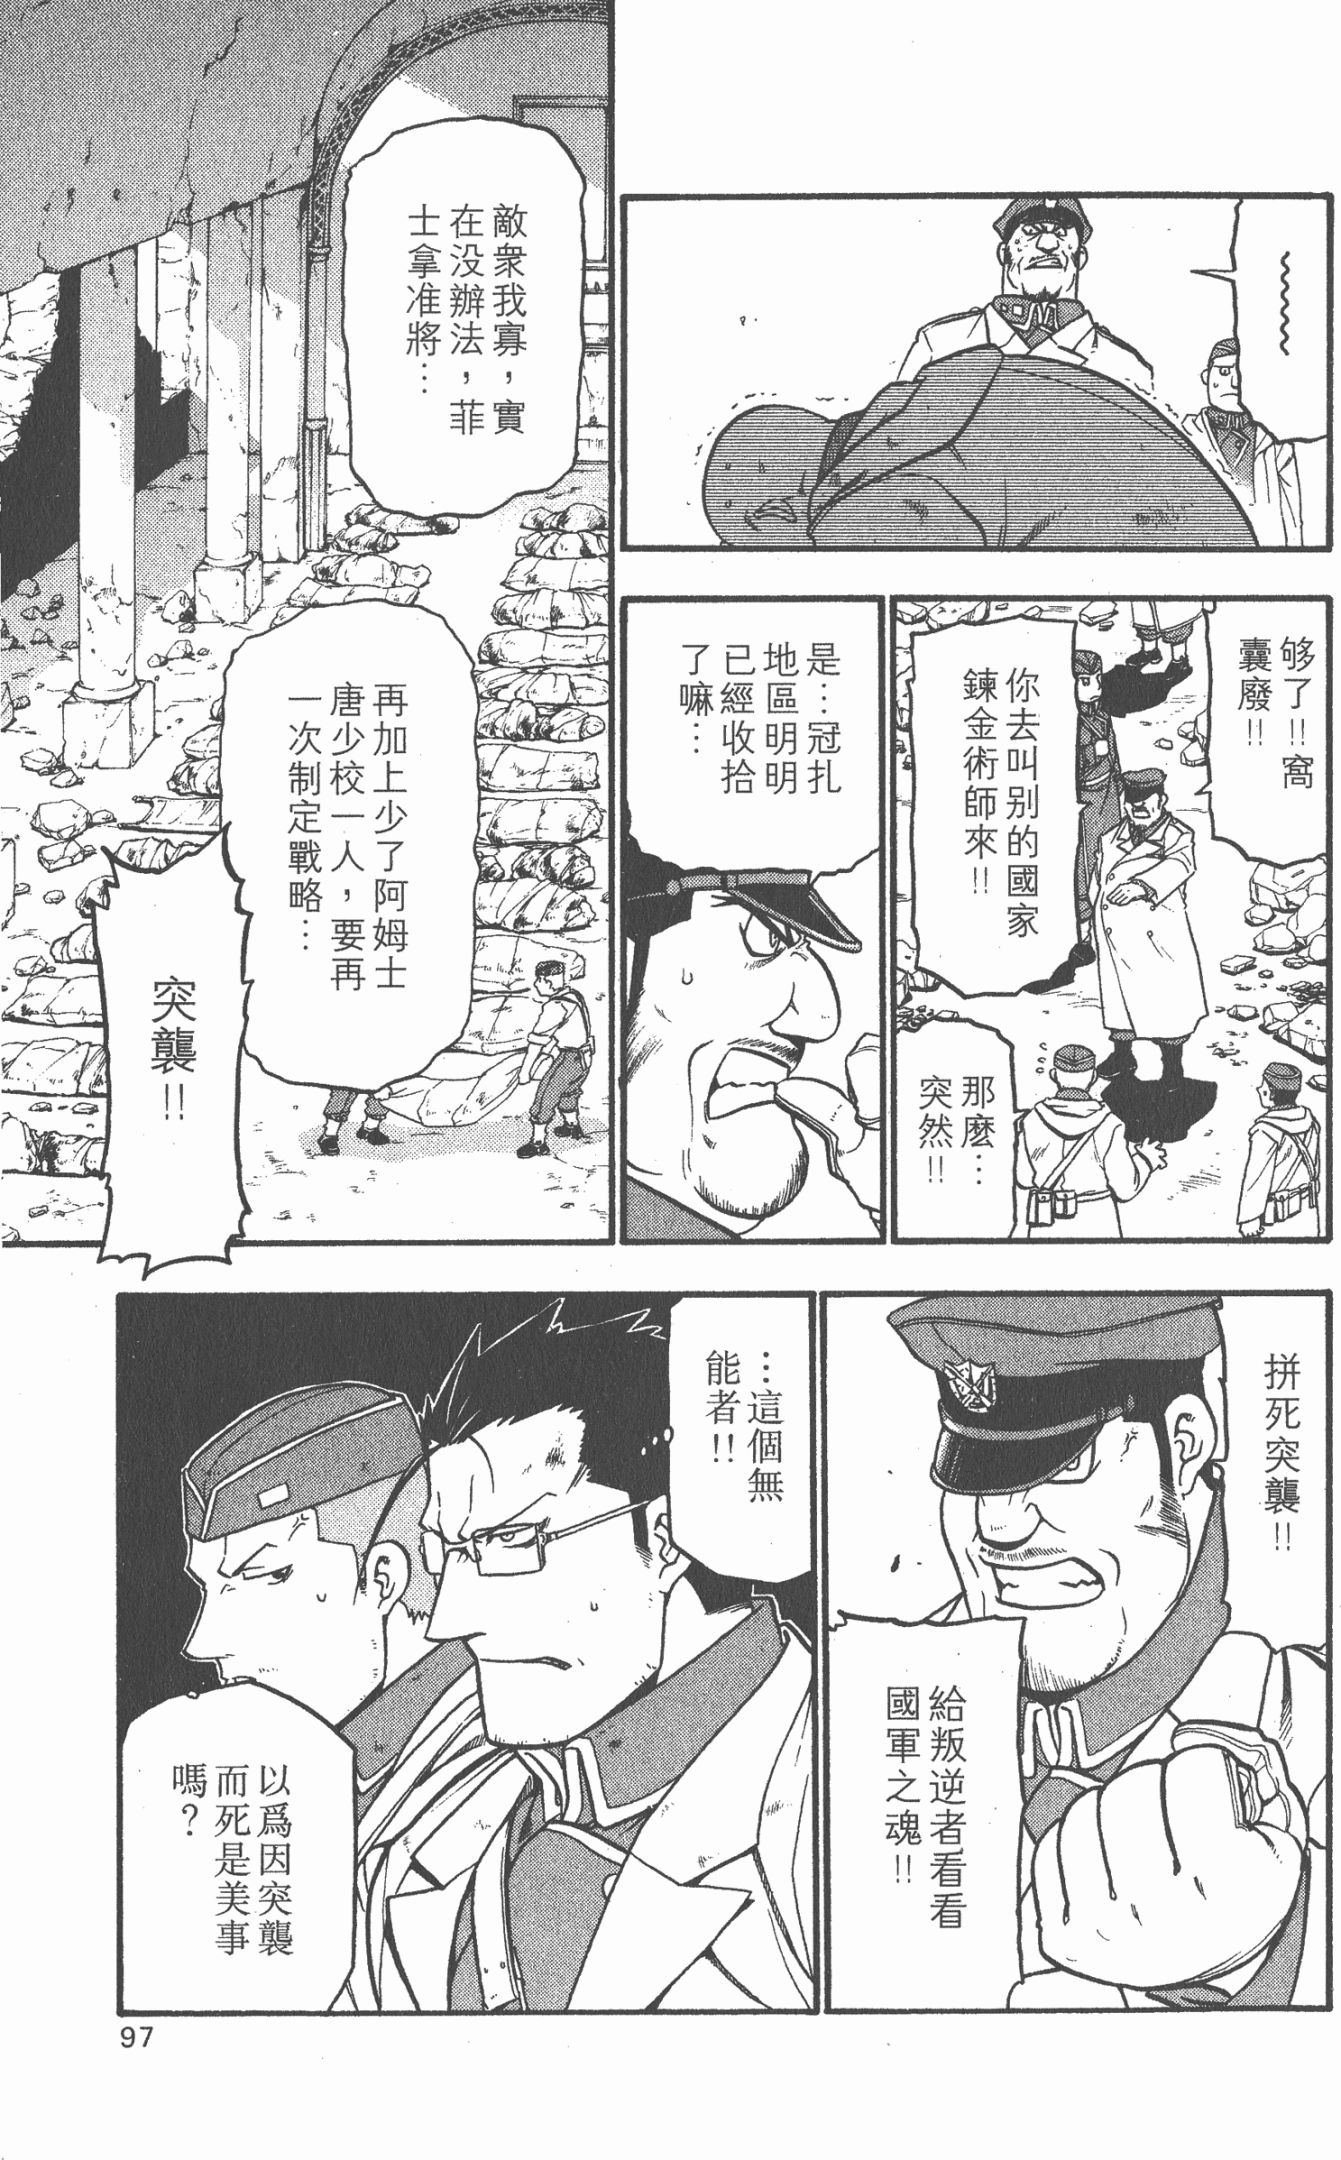 够了!!窩
囊廢!!
你去叫别的國家
鍊金術師來!!
那麽…
突然!!
是…冠扎
地區明明
已經收拾
了嘛…
敵衆我寡，實
在没辦法，菲
士拿准將…
再加上少了阿姆士
唐少校一人，要再
一次制定戰略…
突襲!!
拼死突襲!!
給叛逆者看看
國軍之魂!!
…這個無
能者!!
以爲因突襲
而死是美事
嗎？
97